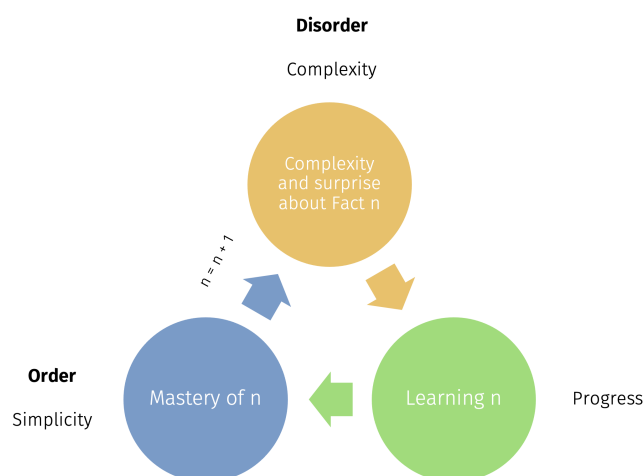 Disorder
Complexity
Complexity
and surprise
about Fact n
n = n + 1
Order
Simplicity
Mastery of n
Learning n
Progress